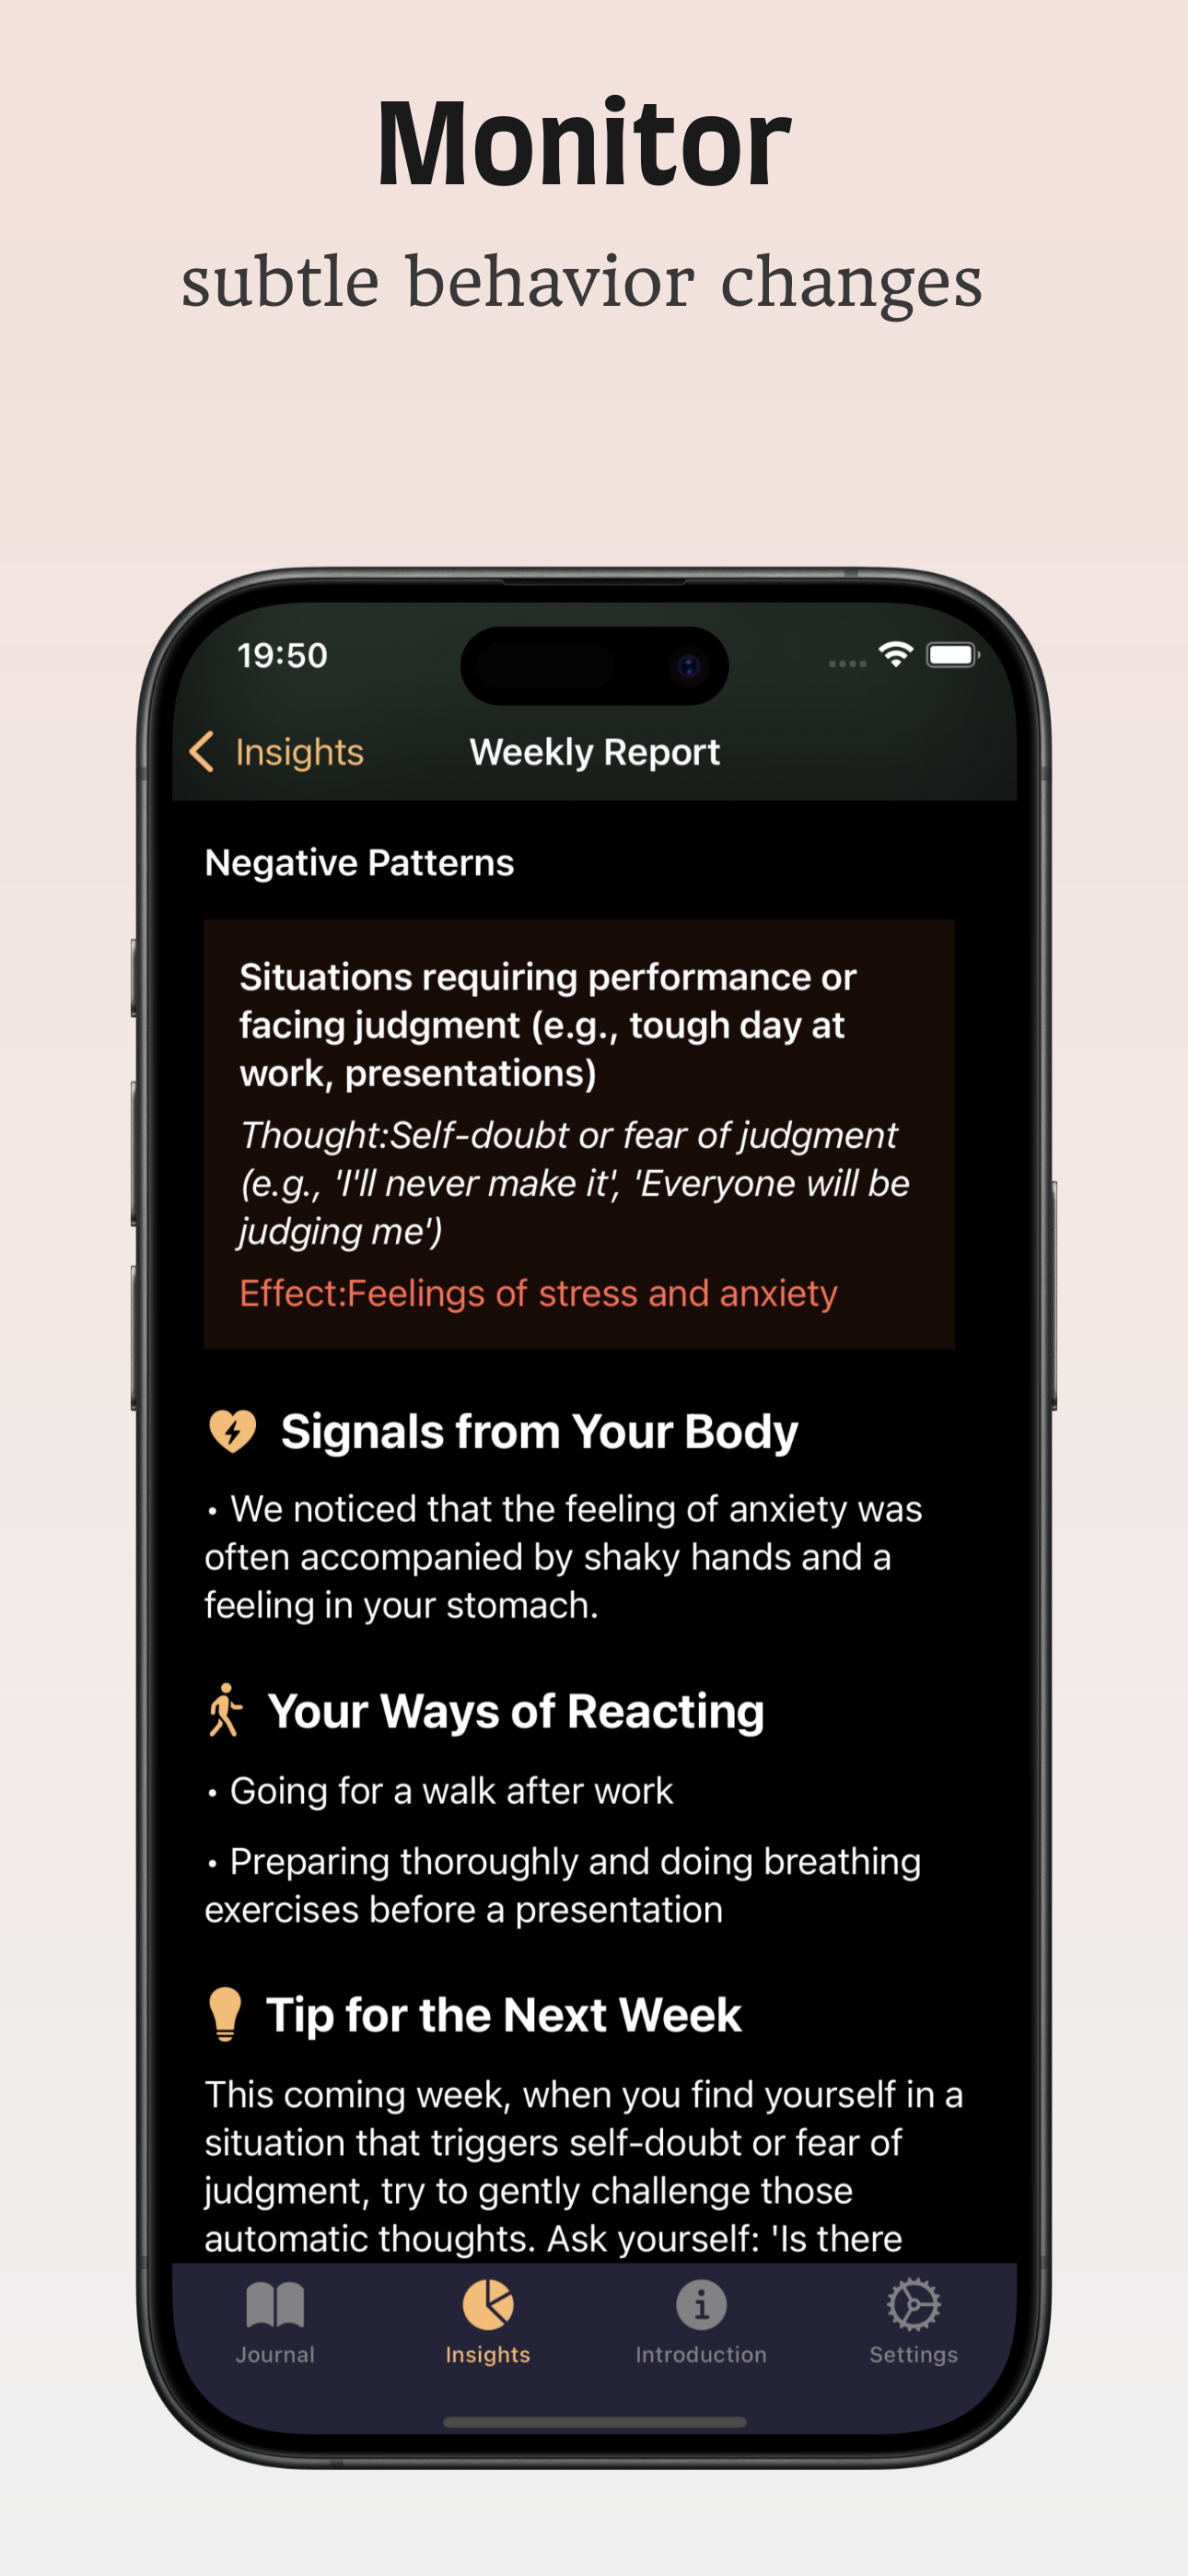 Monitor
subtle behavior changes
19:50
Insights
Weekly Report
Negative Patterns
Situations requiring performance or
facing judgment (e.g., tough day at
work, presentations)
Thought:Self-doubt or fear of judgment
(e.g., 'I'll never make it', 'Everyone will be
judging me')
Effect:Feelings of stress and anxiety
Signals from Your Body
• We noticed that the feeling of anxiety was
often accompanied by shaky hands and a
feeling in your stomach.
Your Ways of Reacting
• Going for a walk after work
• Preparing thoroughly and doing breathing
exercises before a presentation
Tip for the Next Week
This coming week, when you find yourself in a
situation that triggers self-doubt or fear of
judgment, try to gently challenge those
automatic thoughts. Ask yourself: 'Is there
Journal
Insights
Introduction
Settings